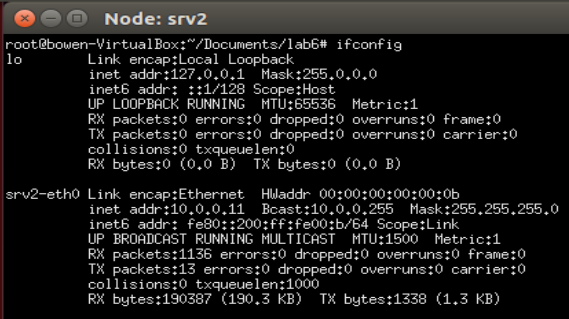 Node: srv2
root@bowen-VirtualBox:~/Documents/lab6# ifconfig
lo Link encap:Local Loopback
inet addr:127.0.0.1 Mask:255.0.0.0
inet6 addr: ::1/128 Scope:Host
UP LOOPBACK RUNNING MTU:65536 Metric:1
RX packets:0 errors:0 dropped:0 overruns:0 frame:0
TX packets:0 errors:0 dropped:0 overruns:0 carrier:0
collisions:0 txqueuelen:0
RX bytes:0 (0.0 B) TX bytes:0 (0.0 B)
srv2-eth0 Link encap:Ethernet HWaddr 00:00:00:00:00:0b
inet addr:10.0.0.11 Bcast:10.0.0.255 Mask:255.255.255.0
inet6 addr: fe80::200:ff:fe00:b/64 Scope:Link
UP BROADCAST RUNNING MULTICAST MTU:1500 Metric:1
RX packets:1136 errors:0 dropped:0 overruns:0 frame:0
TX packets:13 errors:0 dropped:0 overruns:0 carrier:0
collisions:0 txqueuelen:1000
RX bytes:190387 (190.3 KB) TX bytes:1338 (1.3 KB)